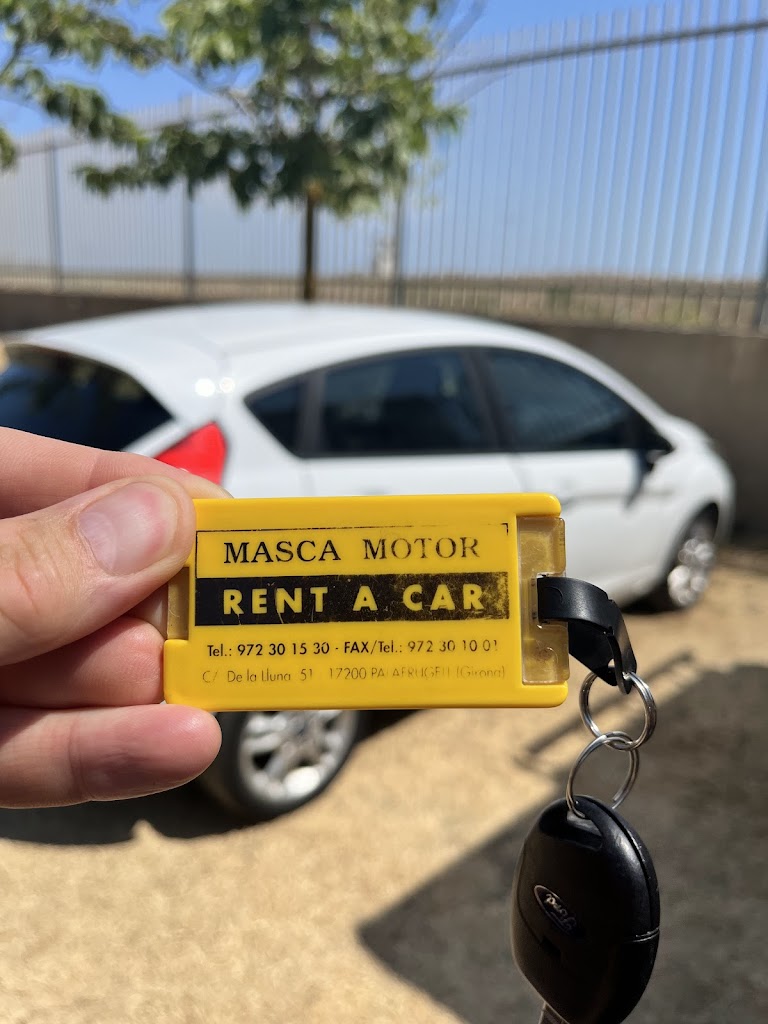 MASCA MOTOR
RENT A CAR
Tel.: 972 30 15 30 - FAX/Tel.: 972 30 10 01
C/ De la Lluna 51 17200 PALAFRUGELL (Girona)
Ford